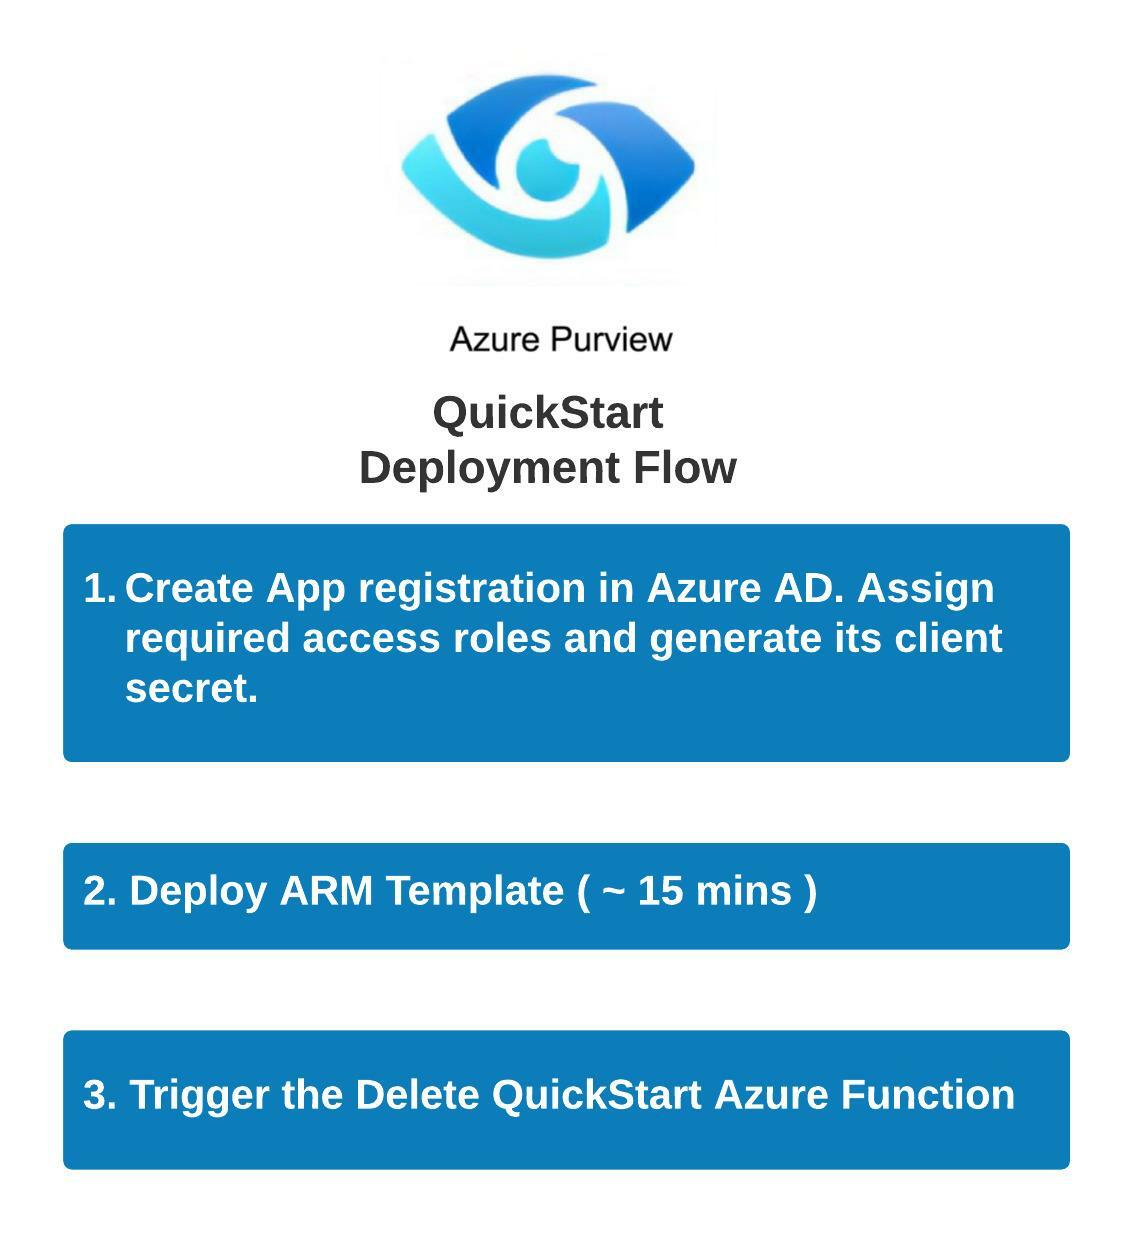 Azure Purview
QuickStart
Deployment Flow
1. Create App registration in Azure AD. Assign
required access roles and generate its client
secret.
2. Deploy ARM Template ( ~ 15 mins )
3. Trigger the Delete QuickStart Azure Function